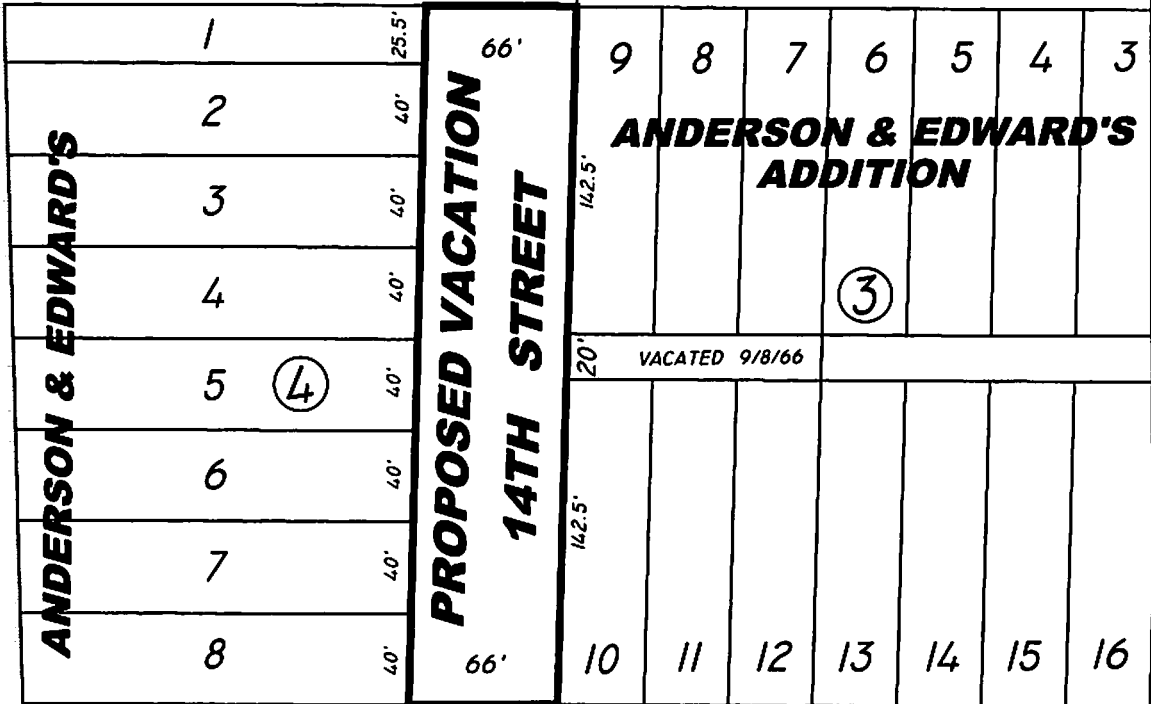 1
25.5'
2
40'
3
40'
4
40'
5
④
40'
6
40'
7
40'
8
40'
ANDERSON & EDWARD'S
66'
PROPOSED VACATION
14TH STREET
66'
9 8 7 6 5 4 3
ANDERSON & EDWARD'S
ADDITION
142.5'
③
20'
VACATED 9/8/66
142.5'
10 11 12 13 14 15 16